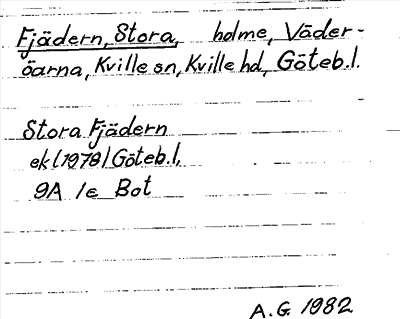 Fjädern, Stora, holme, Väder-
öarna, Kville sn, Kville hd, Göteb.l.
Stora Fjädern
ek (1978) Göteb.l.
9A 1e Bot
A.G. 1982